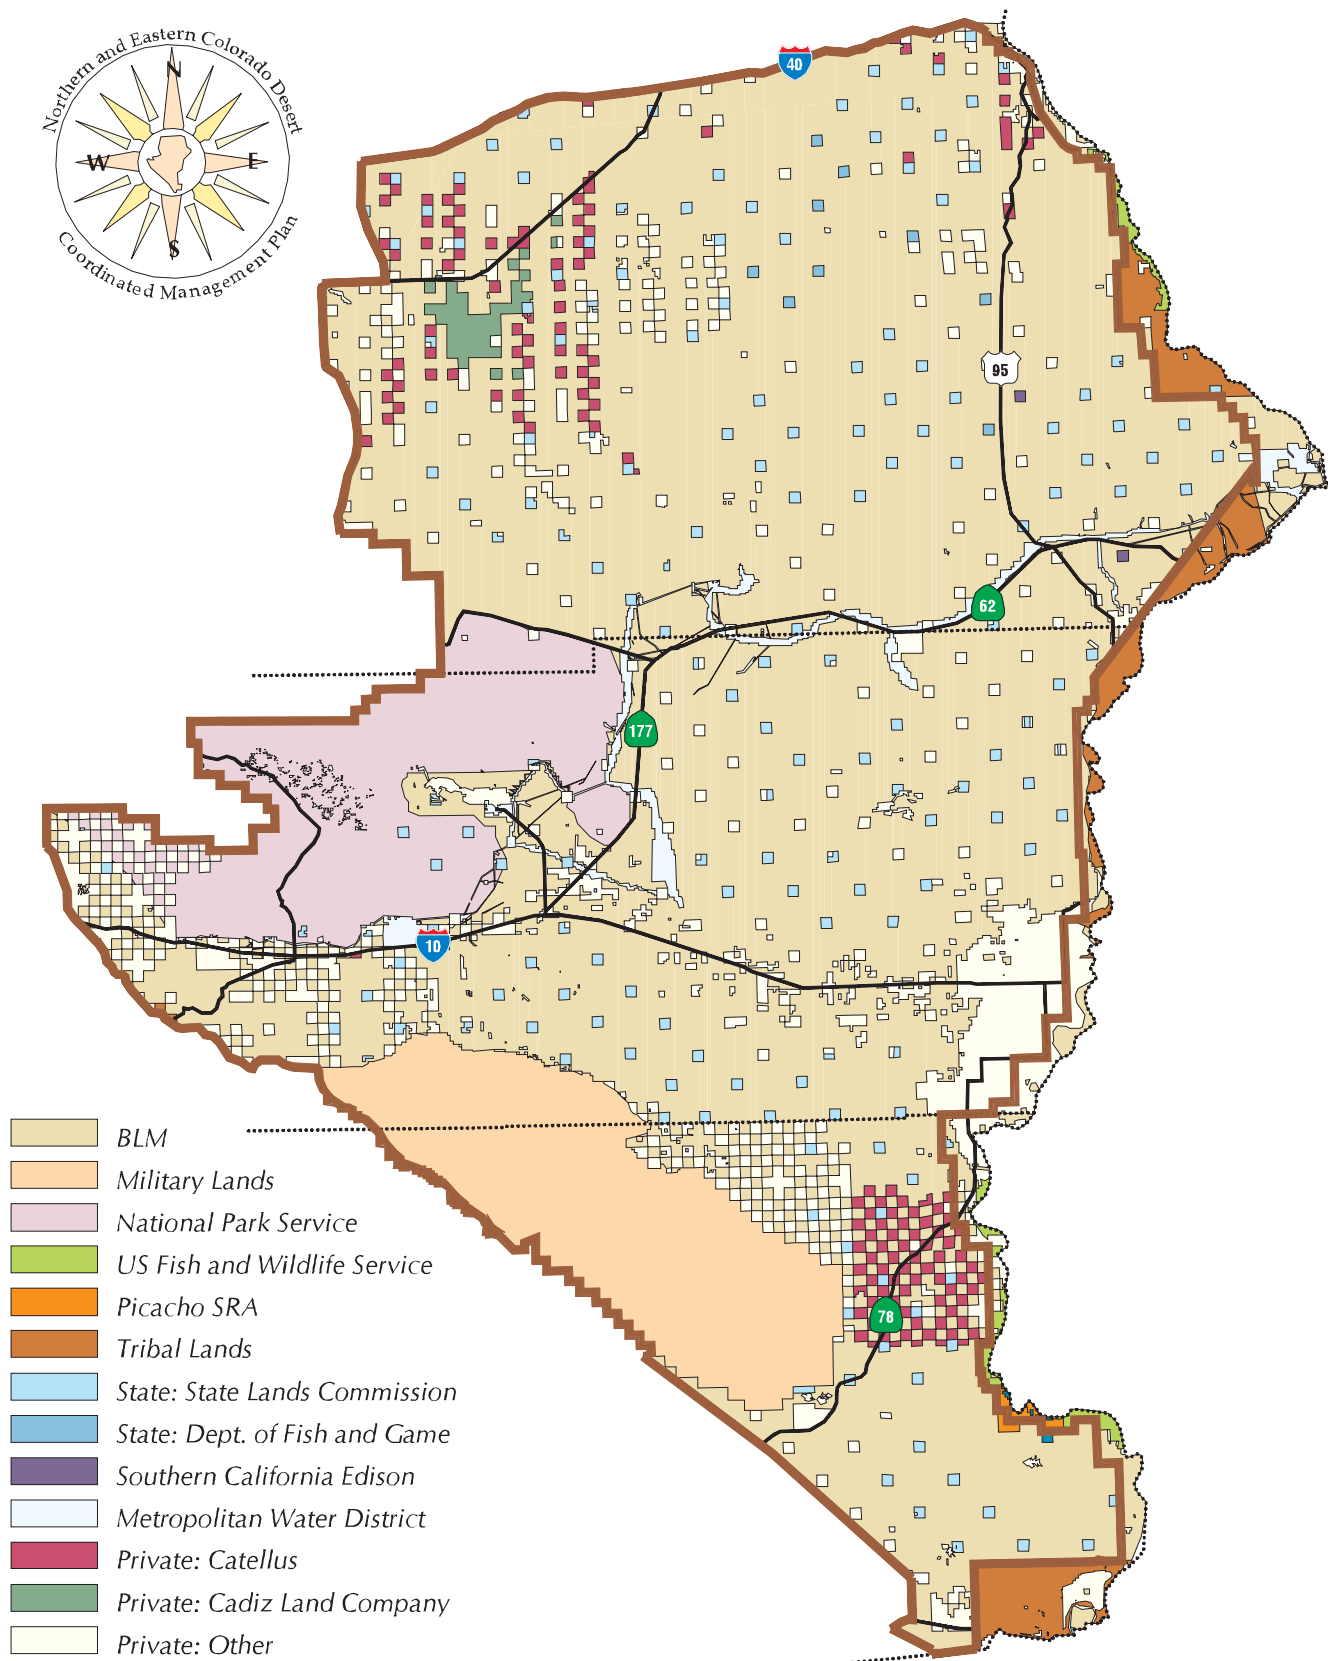 Northern and Eastern Colorado Desert
N
W
E
S
Coordinated Management Plan
40
95
62
177
10
78
BLM
Military Lands
National Park Service
US Fish and Wildlife Service
Picacho SRA
Tribal Lands
State: State Lands Commission
State: Dept. of Fish and Game
Southern California Edison
Metropolitan Water District
Private: Catellus
Private: Cadiz Land Company
Private: Other